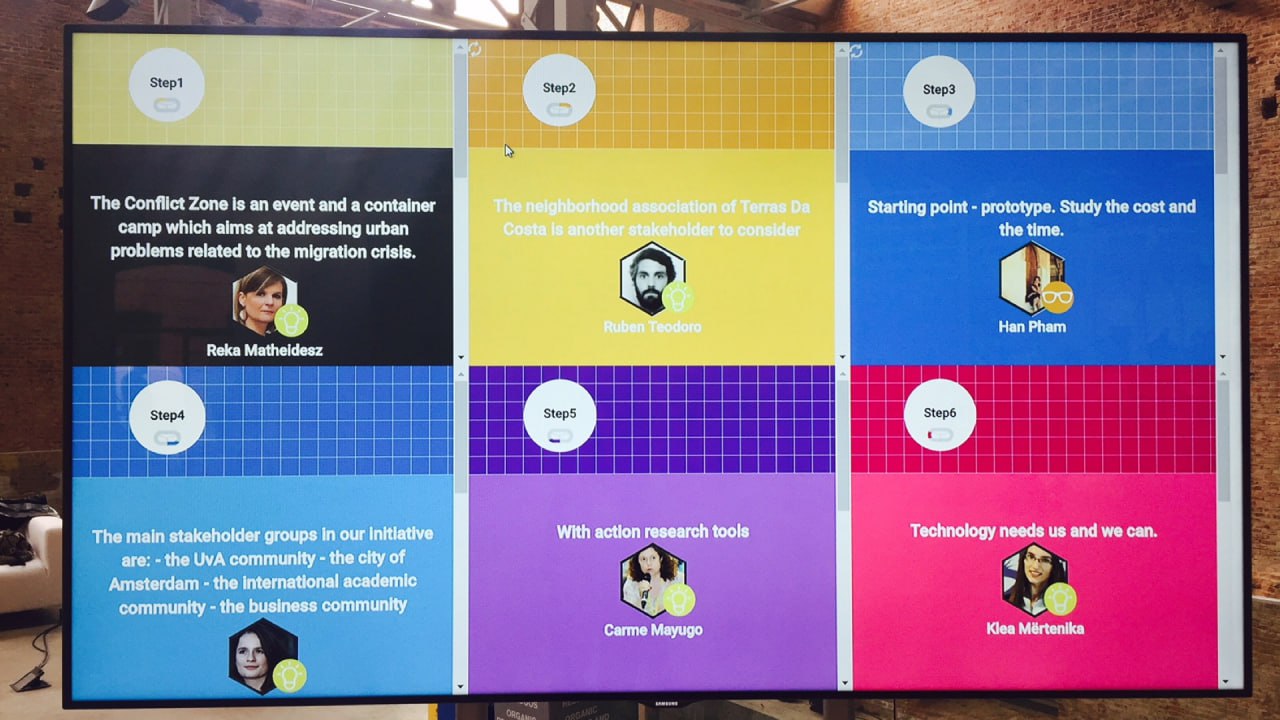 Step1
The Conflict Zone is an event and a container
camp which aims at addressing urban
problems related to the migration crisis.
Reka Matheidesz
Step2
The neighborhood association of Terras Da
Costa is another stakeholder to consider
Ruben Teodoro
Step3
Starting point - prototype. Study the cost and
the time.
Han Pham
Step4
The main stakeholder groups in our initiative
are: - the UvA community - the city of
Amsterdam - the international academic
community - the business community
Step5
With action research tools
Carme Mayugo
Step6
Technology needs us and we can.
Klea Mërtenika
SAMSUNG
ORGANIC
ORGANIC